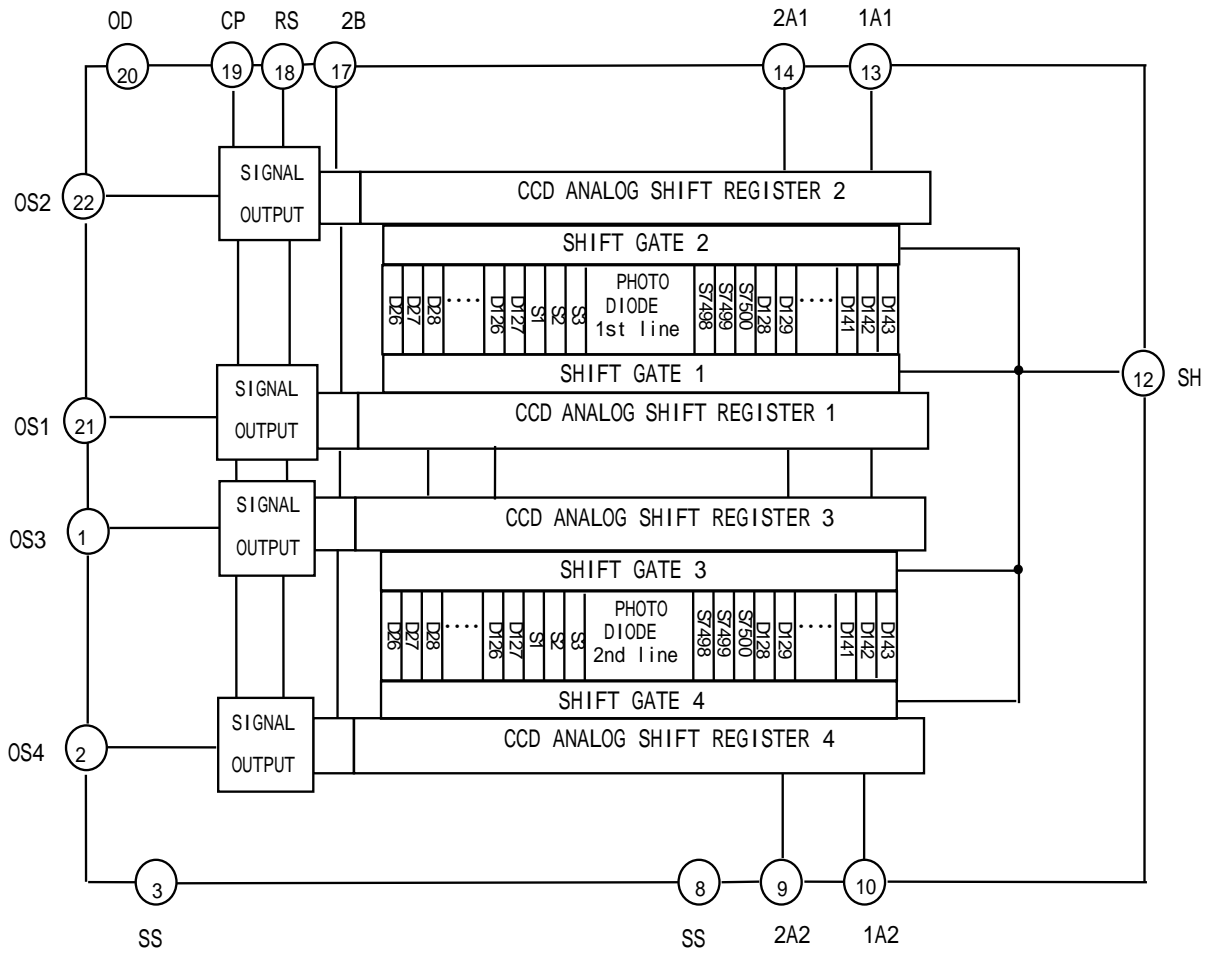 OD CP RS 2B 2A1 1A1
20 19 18 17 14 13
SIGNAL
OUTPUT
OS2 22
CCD ANALOG SHIFT REGISTER 2
SHIFT GATE 2
D26 D27 D28 ···· D126 D127 S1 S2 S3 PHOTO DIODE 1st line S7498 S7499 S7500 D128 D129 ···· D141 D142 D143
SHIFT GATE 1
12 SH
SIGNAL
OUTPUT
OS1 21
CCD ANALOG SHIFT REGISTER 1
SIGNAL
OUTPUT
OS3 1
CCD ANALOG SHIFT REGISTER 3
SHIFT GATE 3
D26 D27 D28 ···· D126 D127 S1 S2 S3 PHOTO DIODE 2nd line S7498 S7499 S7500 D128 D129 ···· D141 D142 D143
SHIFT GATE 4
SIGNAL
OUTPUT
OS4 2
CCD ANALOG SHIFT REGISTER 4
3 8 9 10
SS SS 2A2 1A2